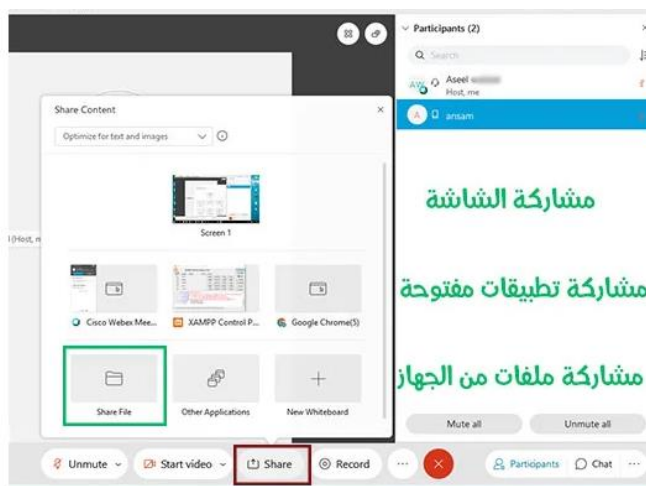 Participants (2)
Search
AW
Aseel
Host, me
A
ansam
Share Content
Optimize for text and images
Screen 1
(Host, m
Cisco Webex Mee...
XAMPP Control P...
Google Chrome(5)
Share File
Other Applications
New Whiteboard
مشاركة الشاشة
مشاركة تطبيقات مفتوحة
مشاركة ملفات من الجهاز
Mute all
Unmute all
Unmute
Start video
Share
Record
Participants
Chat